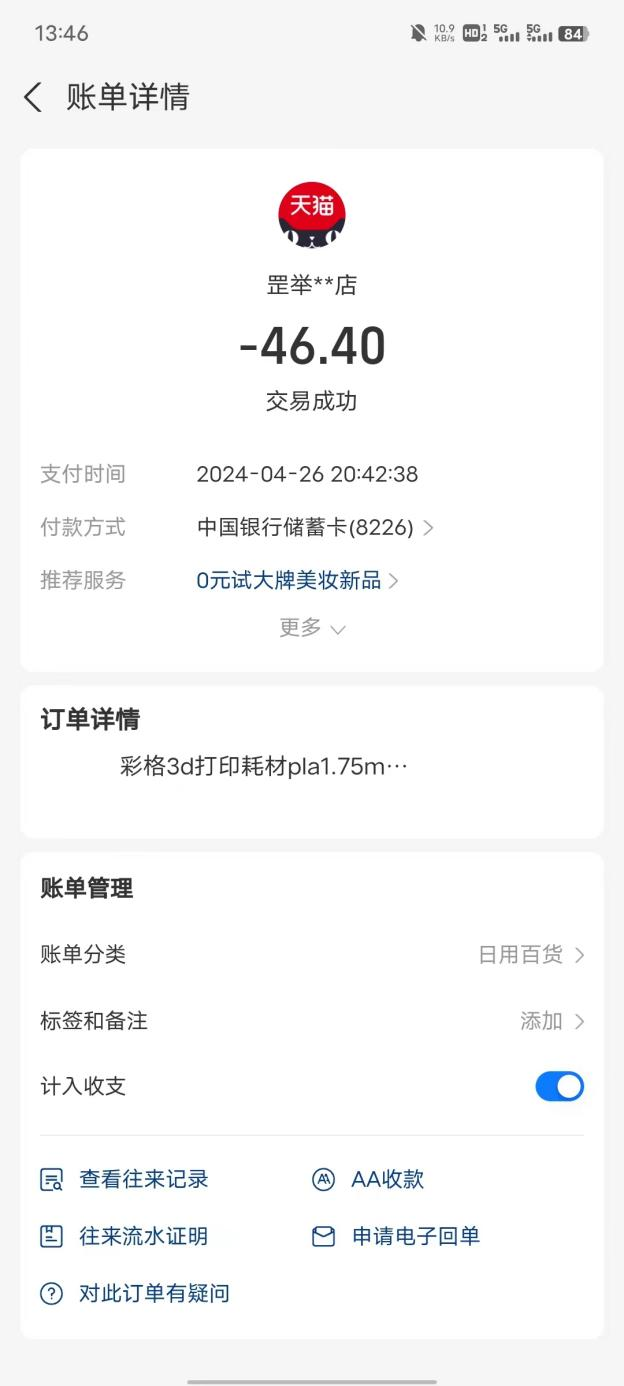 13:46
10.9 KB/s HD 1 2 5G 5G 84
账单详情
天猫
罡举**店
-46.40
交易成功
支付时间 2024-04-26 20:42:38
付款方式 中国银行储蓄卡(8226)
推荐服务 0元试大牌美妆新品
更多
订单详情
彩格3d打印耗材pla1.75m···
账单管理
账单分类 日用百货
标签和备注 添加
计入收支
查看往来记录 AA收款
往来流水证明 申请电子回单
对此订单有疑问